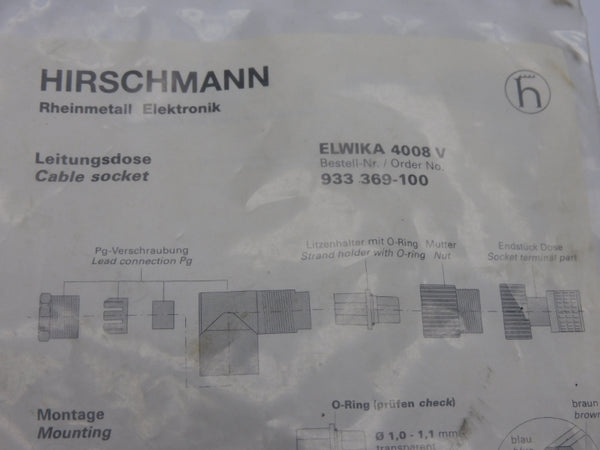 HIRSCHMANN
Rheinmetall Elektronik
h
Leitungsdose
Cable socket
ELWIKA 4008 V
Bestell-Nr. / Order No.
933 369-100
Pg-Verschraubung
Lead connection Pg
Litzenhalter mit O-Ring
Strand holder with O-ring
Mutter
Nut
Endstück Dose
Socket terminal part
Montage
Mounting
O-Ring (prüfen check)
Ø 1,0 - 1,1 mm
transparent
blau
braun
brown